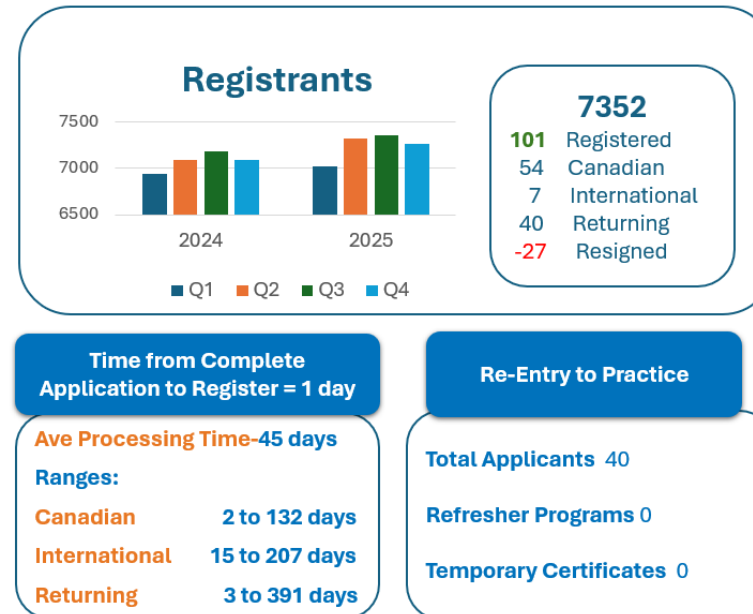 Registrants
7500
7000
6500
2024 2025
Q1 Q2 Q3 Q4
7352
101 Registered
54 Canadian
7 International
40 Returning
-27 Resigned
Time from Complete
Application to Register = 1 day
Ave Processing Time-45 days
Ranges:
Canadian 2 to 132 days
International 15 to 207 days
Returning 3 to 391 days
Re-Entry to Practice
Total Applicants 40
Refresher Programs 0
Temporary Certificates 0